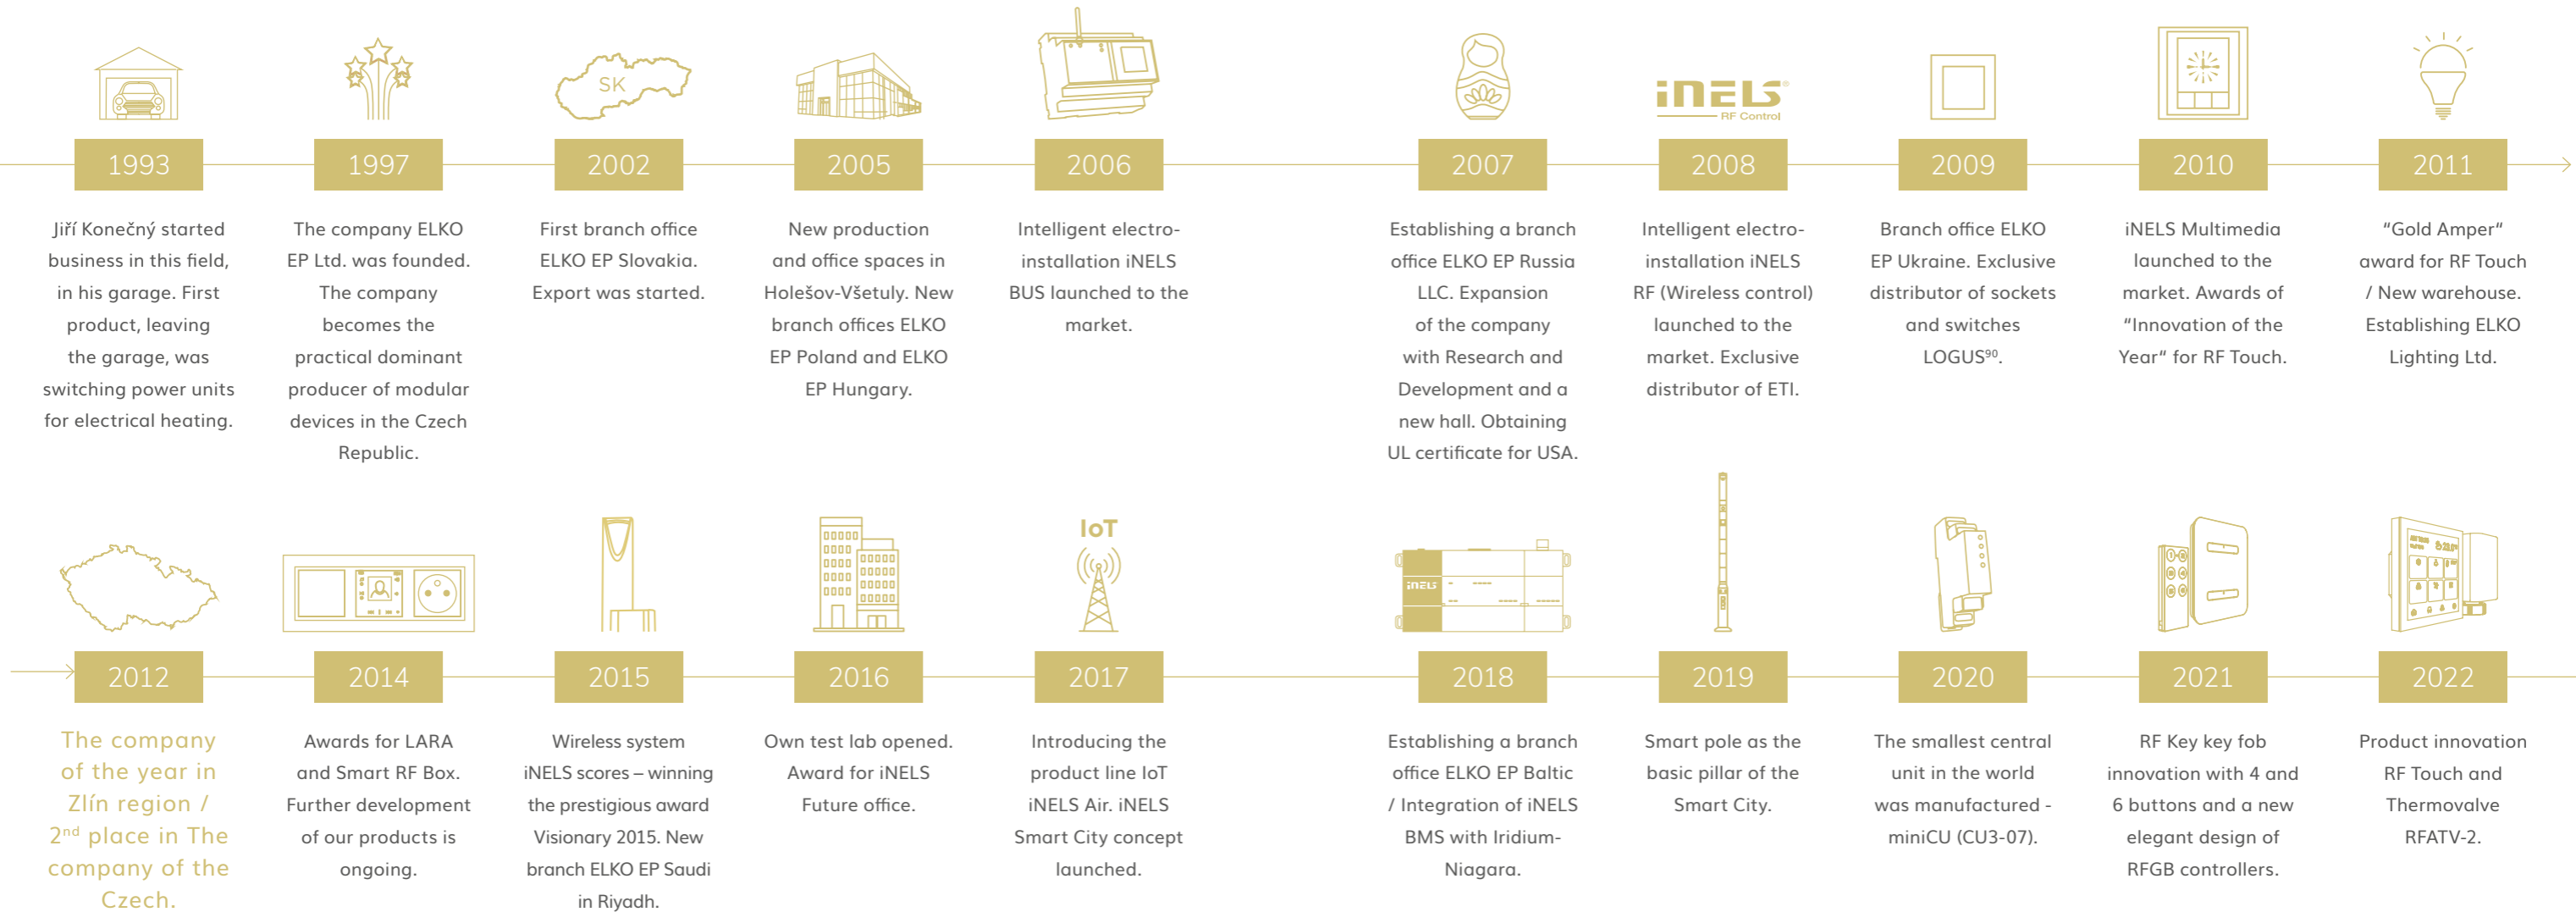 SK
iNELS®
RF Control
1993
1997
2002
2005
2006
2007
2008
2009
2010
2011
Jiří Konečný started
business in this field,
in his garage. First
product, leaving
the garage, was
switching power units
for electrical heating.
The company ELKO
EP Ltd. was founded.
The company
becomes the
practical dominant
producer of modular
devices in the Czech
Republic.
First branch office
ELKO EP Slovakia.
Export was started.
New production
and office spaces in
Holešov-Všetuly. New
branch offices ELKO
EP Poland and ELKO
EP Hungary.
Intelligent electro-
installation iNELS
BUS launched to the
market.
Establishing a branch
office ELKO EP Russia
LLC. Expansion
of the company
with Research and
Development and a
new hall. Obtaining
UL certificate for USA.
Intelligent electro-
installation iNELS
RF (Wireless control)
launched to the
market. Exclusive
distributor of ETI.
Branch office ELKO
EP Ukraine. Exclusive
distributor of sockets
and switches
LOGUS⁹⁰.
iNELS Multimedia
launched to the
market. Awards of
“Innovation of the
Year“ for RF Touch.
“Gold Amper“
award for RF Touch
/ New warehouse.
Establishing ELKO
Lighting Ltd.
IoT
iNELS
2012
2014
2015
2016
2017
2018
2019
2020
2021
2022
The company
of the year in
Zlín region /
2ⁿᵈ place in The
company of the
Czech.
Awards for LARA
and Smart RF Box.
Further development
of our products is
ongoing.
Wireless system
iNELS scores – winning
the prestigious award
Visionary 2015. New
branch ELKO EP Saudi
in Riyadh.
Own test lab opened.
Award for iNELS
Future office.
Introducing the
product line IoT
iNELS Air. iNELS
Smart City concept
launched.
Establishing a branch
office ELKO EP Baltic
/ Integration of iNELS
BMS with Iridium-
Niagara.
Smart pole as the
basic pillar of the
Smart City.
The smallest central
unit in the world
was manufactured -
miniCU (CU3-07).
RF Key key fob
innovation with 4 and
6 buttons and a new
elegant design of
RFGB controllers.
Product innovation
RF Touch and
Thermovalve
RFATV-2.